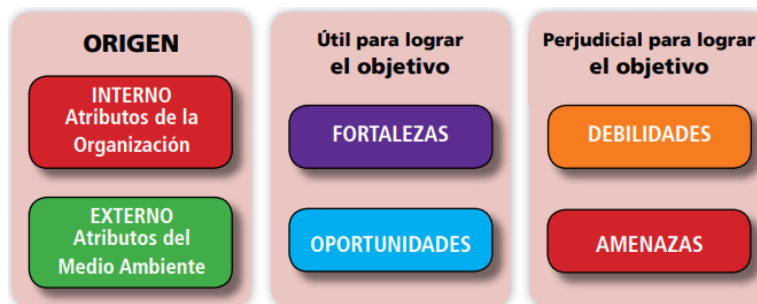 ORIGEN
INTERNO
Atributos de la
Organización
EXTERNO
Atributos del
Medio Ambiente
Útil para lograr
el objetivo
FORTALEZAS
OPORTUNIDADES
Perjudicial para lograr
el objetivo
DEBILIDADES
AMENAZAS